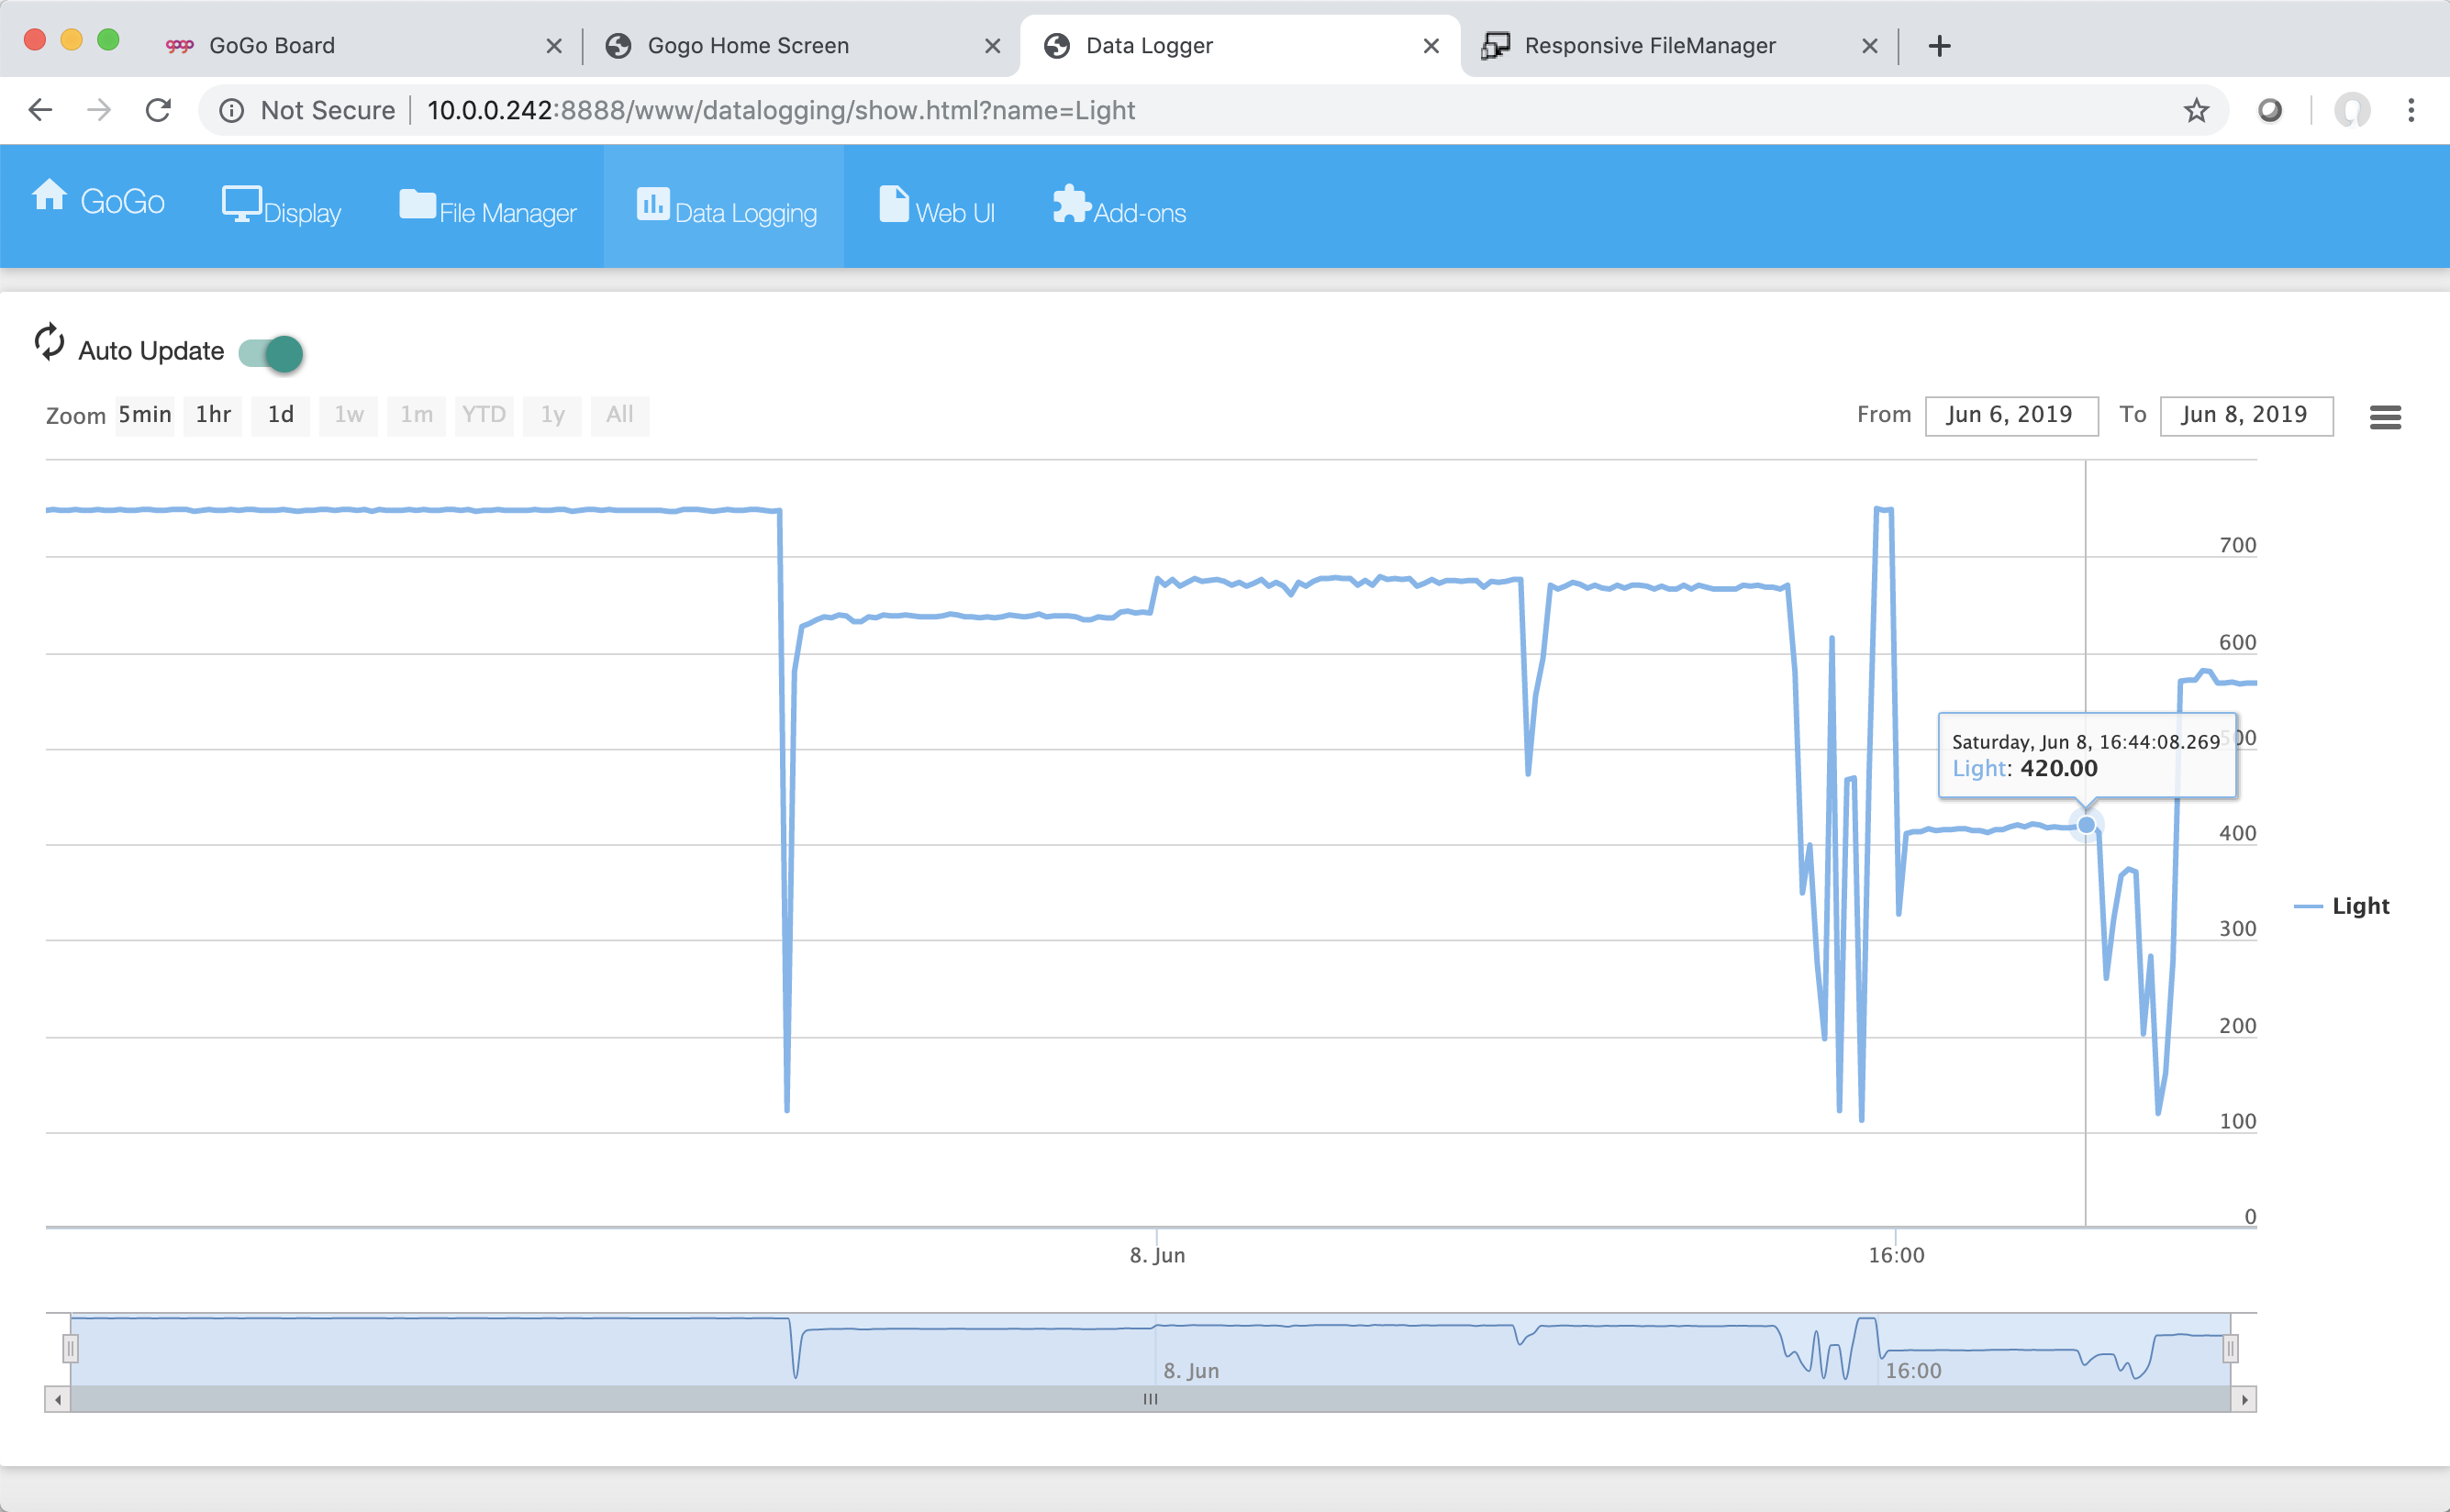 gogo GoGo Board
Gogo Home Screen
Data Logger
Responsive FileManager
Not Secure 10.0.0.242:8888/www/datalogging/show.html?name=Light
GoGo Display File Manager Data Logging Web UI Add-ons
Auto Update
Zoom 5min 1hr 1d 1w 1m YTD 1y All
From Jun 6, 2019 To Jun 8, 2019
700
600
500
Saturday, Jun 8, 16:44:08.269
Light: 420.00
400
Light
300
200
100
0
8. Jun 16:00
8. Jun 16:00